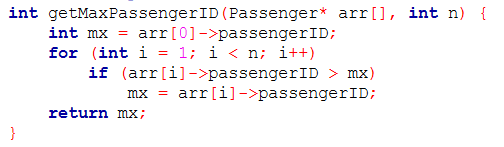 int getMaxPassengerID(Passenger* arr[], int n) {
    int mx = arr[0]->passengerID;
    for (int i = 1; i < n; i++)
        if (arr[i]->passengerID > mx)
            mx = arr[i]->passengerID;
    return mx;
}